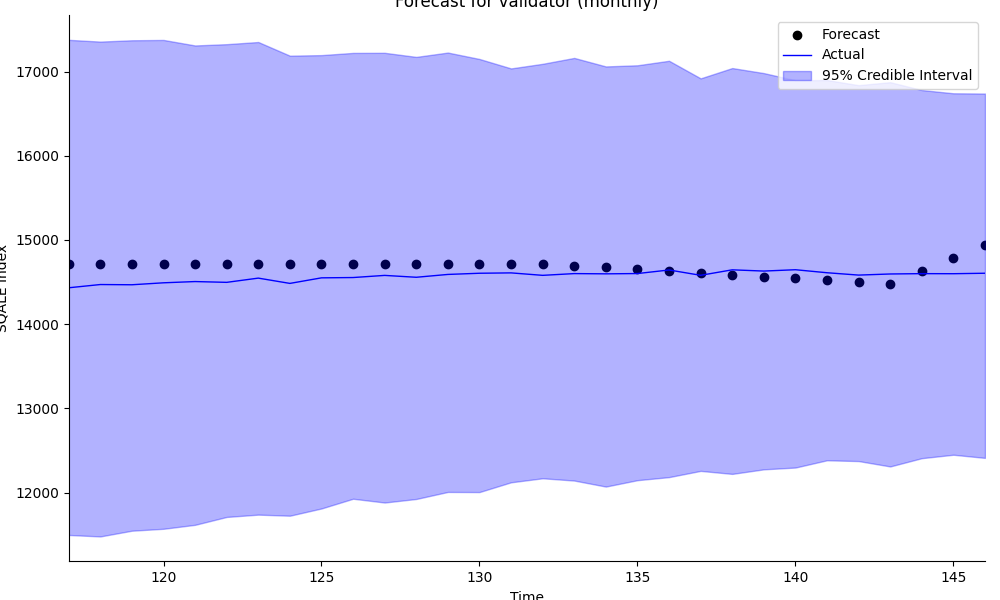 Forecast for validator (monthly)
Forecast
Actual
95% Credible Interval
17000
16000
15000
14000
13000
12000
SQALE Index
120
125
130
135
140
145
Time